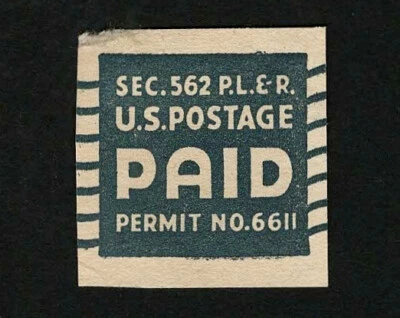 SEC. 562 P.L.& R.
U.S. POSTAGE
PAID
PERMIT NO. 6611